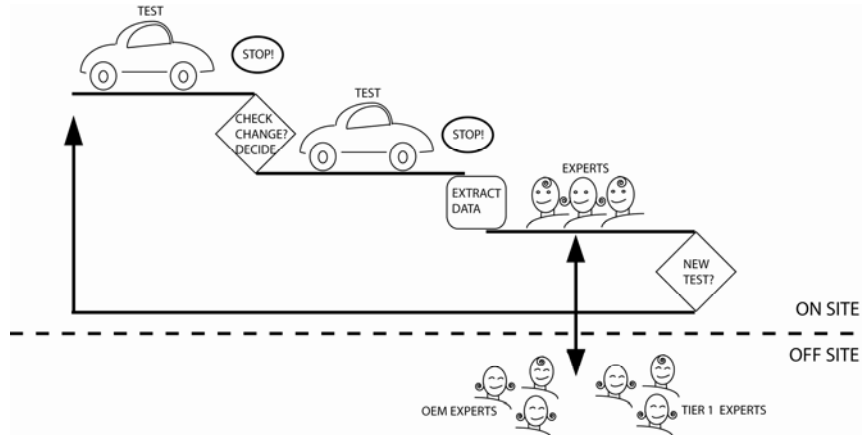 TEST
STOP!
TEST
CHECK
CHANGE?
DECIDE
STOP!
EXPERTS
EXTRACT
DATA
NEW
TEST?
ON SITE
OFF SITE
OEM EXPERTS
TIER 1 EXPERTS